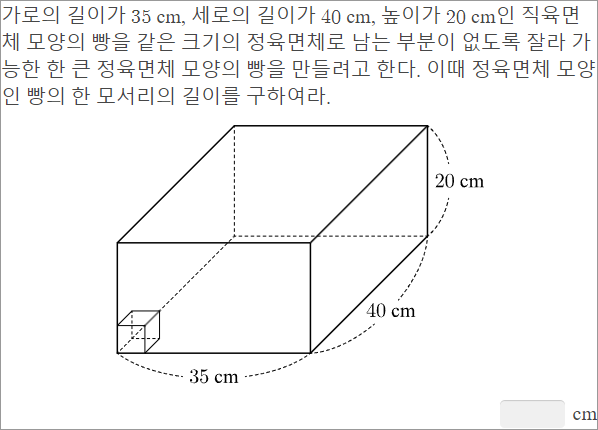 가로의 길이가 35 cm, 세로의 길이가 40 cm, 높이가 20 cm인 직육면
체 모양의 빵을 같은 크기의 정육면체로 남는 부분이 없도록 잘라 가
능한 한 큰 정육면체 모양의 빵을 만들려고 한다. 이때 정육면체 모양
인 빵의 한 모서리의 길이를 구하여라.
20 cm
40 cm
35 cm
cm